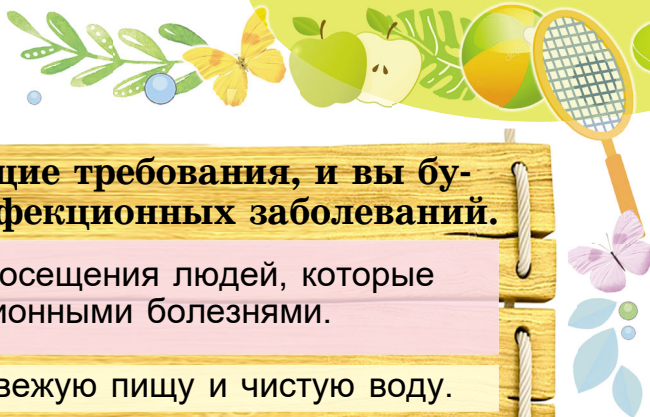 щие требования, и вы бу-
фекционных заболеваний.
осещения людей, которые
ионными болезнями.
вежую пищу и чистую воду.